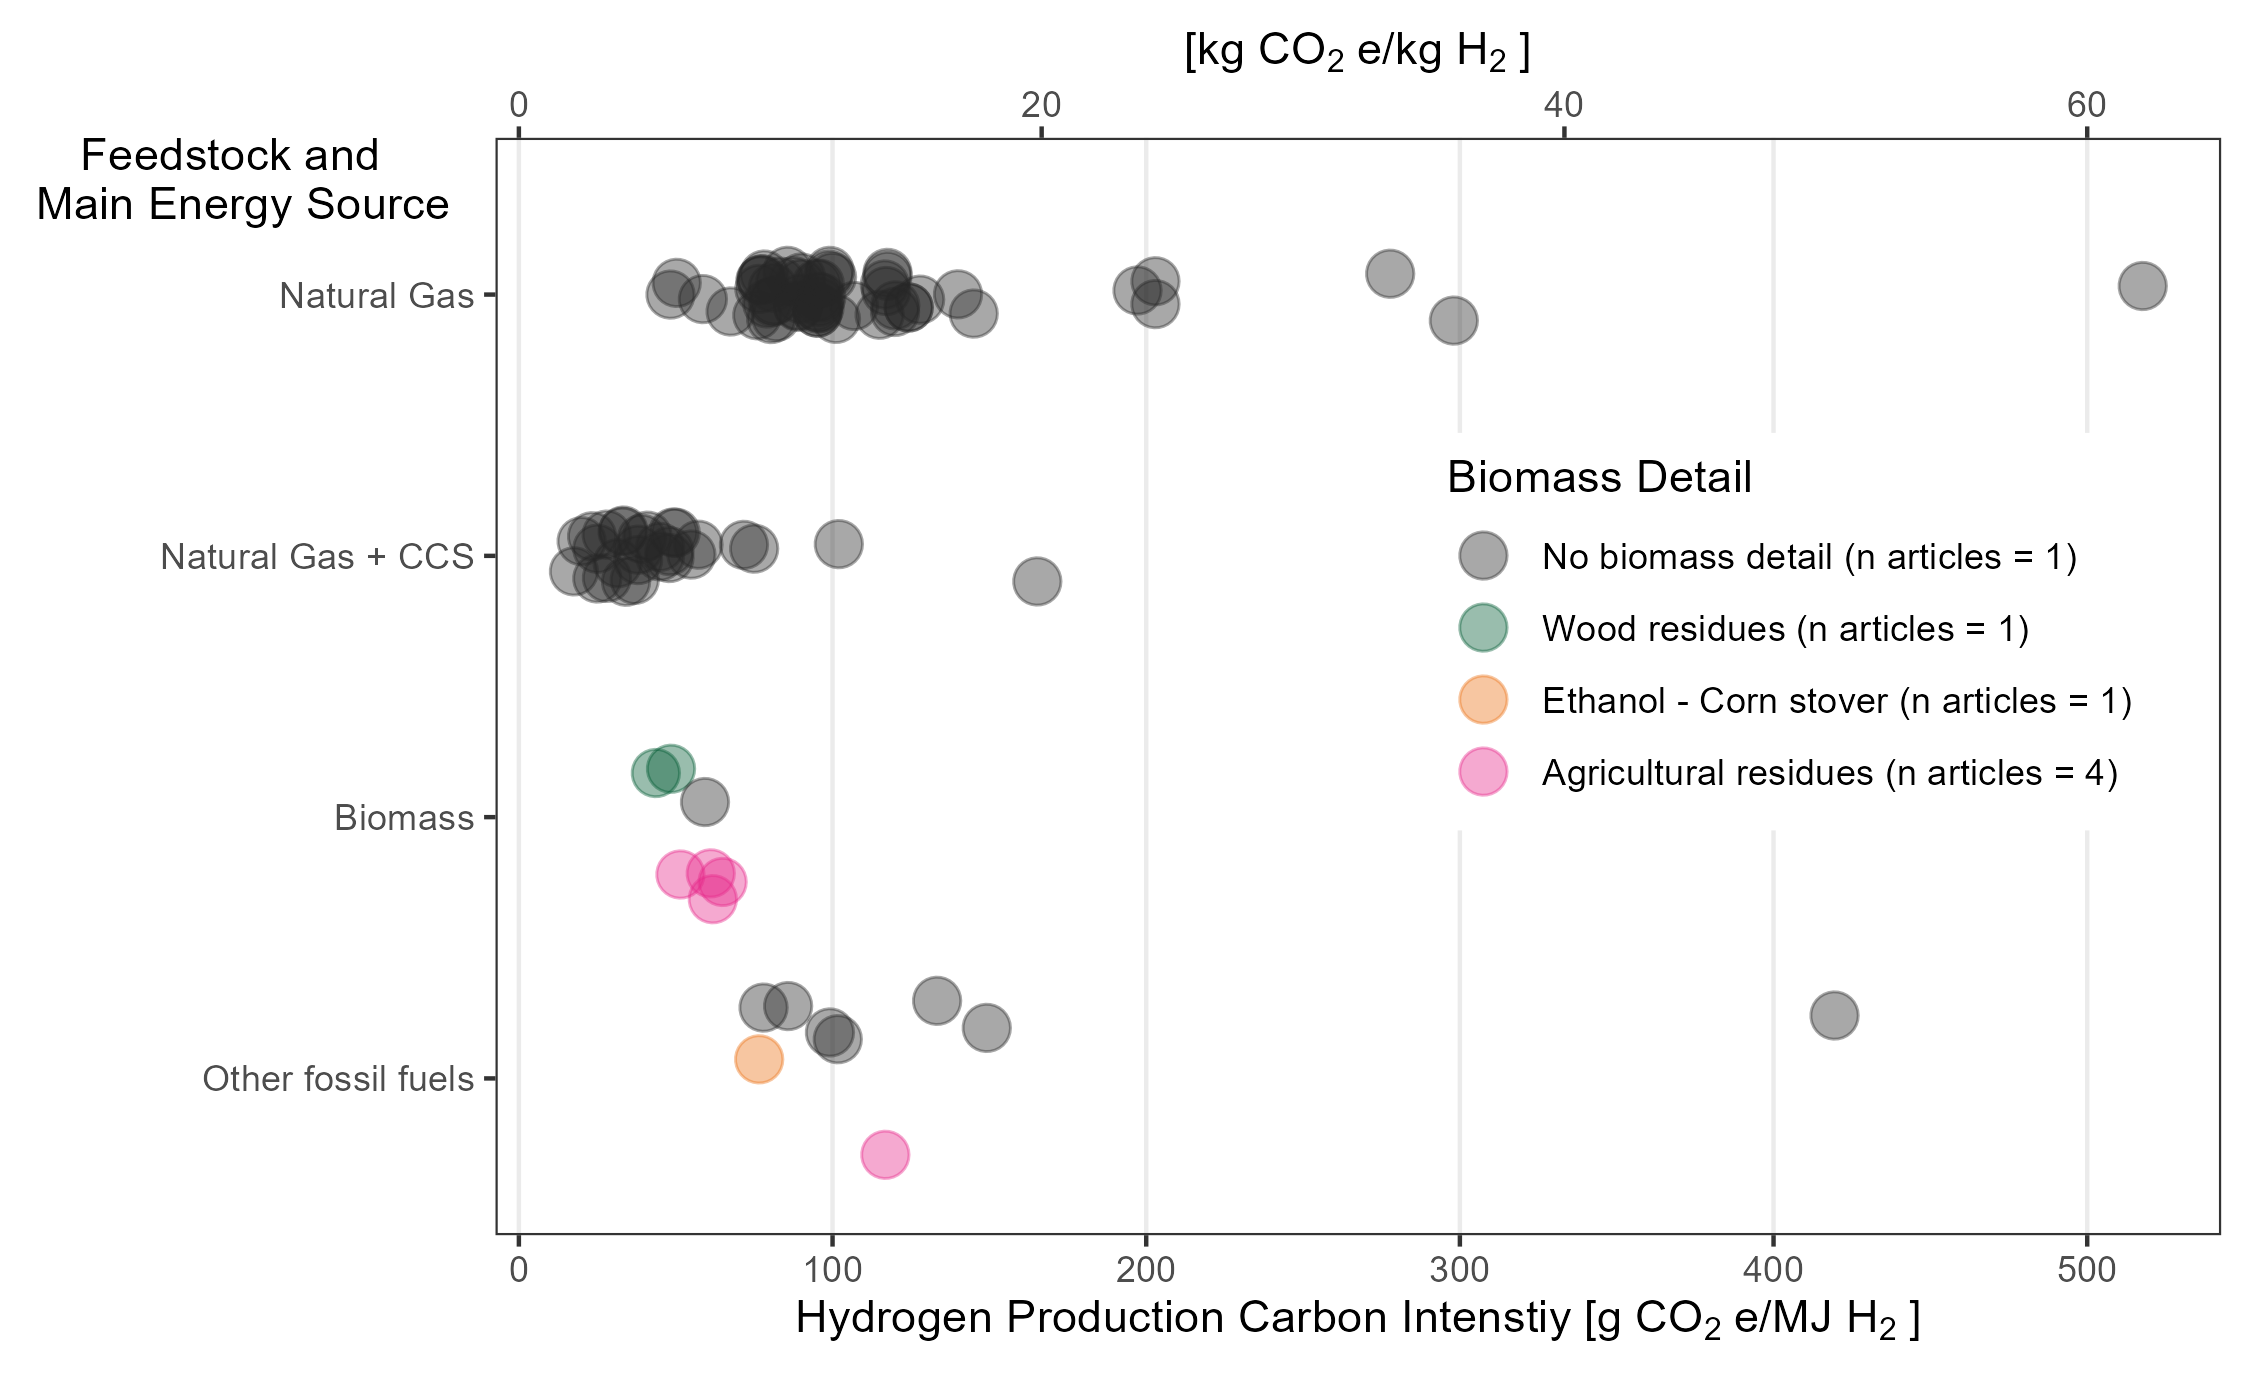 [kg CO₂ e/kg H₂ ]
0 20 40 60
Feedstock and
Main Energy Source
Natural Gas
Natural Gas + CCS
Biomass
Other fossil fuels
Biomass Detail
No biomass detail (n articles = 1)
Wood residues (n articles = 1)
Ethanol - Corn stover (n articles = 1)
Agricultural residues (n articles = 4)
0 100 200 300 400 500
Hydrogen Production Carbon Intenstiy [g CO₂ e/MJ H₂ ]